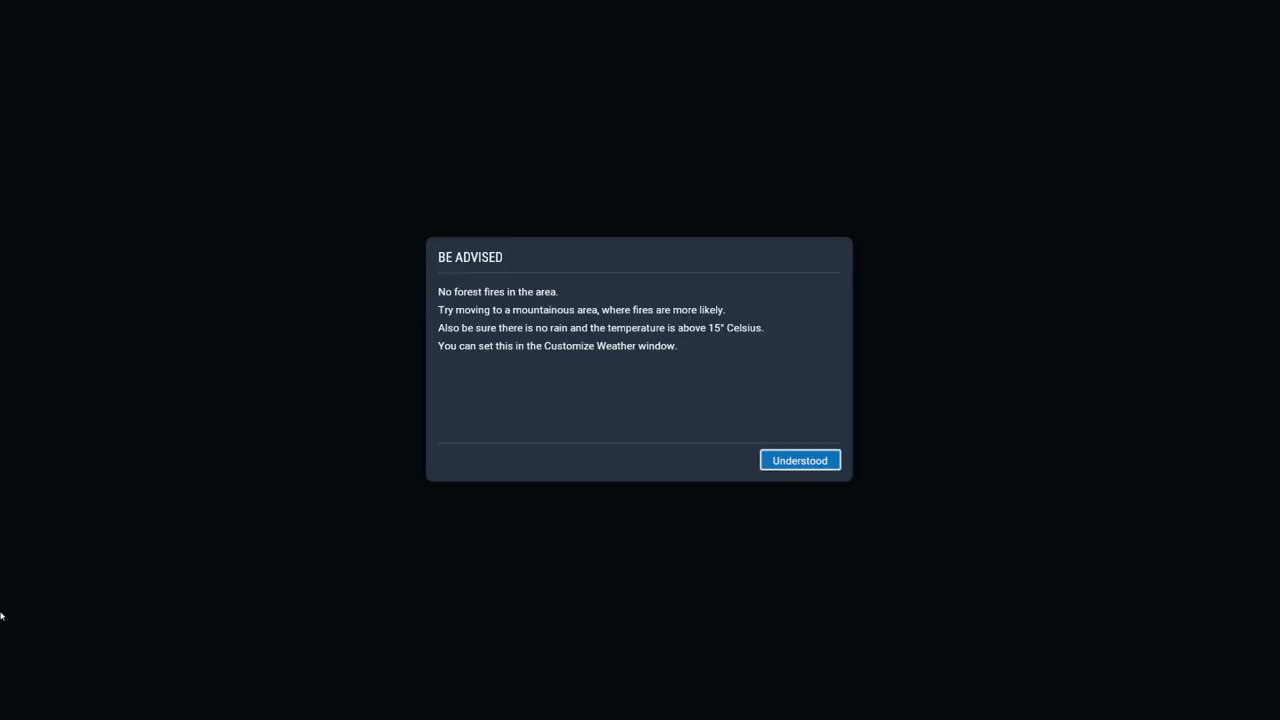 BE ADVISED
No forest fires in the area.
Try moving to a mountainous area, where fires are more likely.
Also be sure there is no rain and the temperature is above 15° Celsius.
You can set this in the Customize Weather window.
Understood